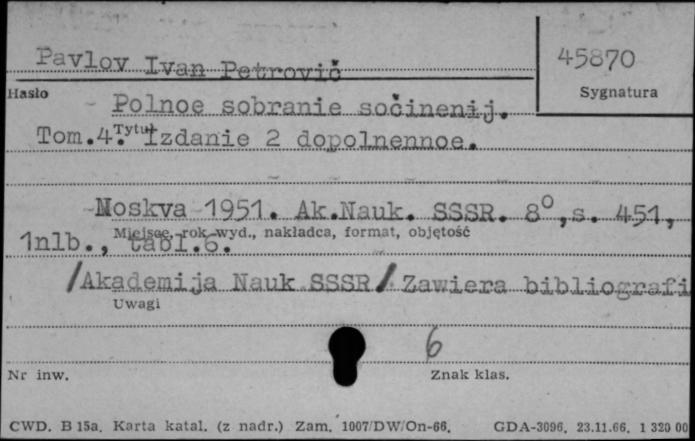 Pavlov Ivan Petrovič
45870
Hasło
Sygnatura
- Polnoe sobranie sočinenij.
Tom.4. Izdanie 2 dopolnennoe.
Tytuł
-Moskva 1951. Ak.Nauk. SSSR. 8⁰,s. 451,
Miejsce, rok wyd., nakładca, format, objętość
1nlb., tabl.6.
/Akademija Nauk SSSR/ Zawiera bibliografi
Uwagi
6
Nr inw.
Znak klas.
CWD. B 15a. Karta katal. (z nadr.) Zam. 1007/DW/On-66. GDA-3096. 23.11.66. 1 320 00